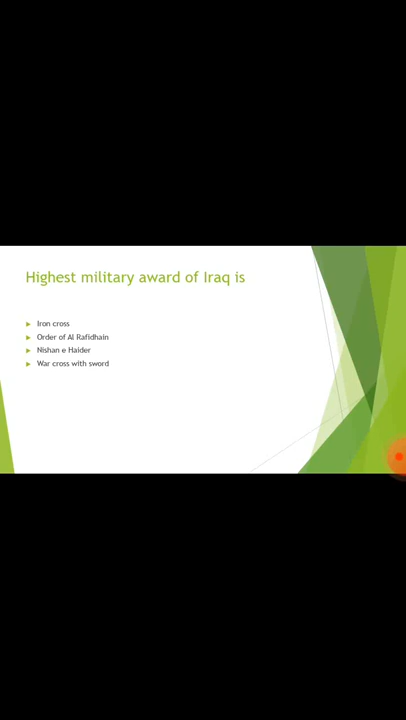 Highest military award of Iraq is
Iron cross
Order of Al Rafidhain
Nishan e Haider
War cross with sword